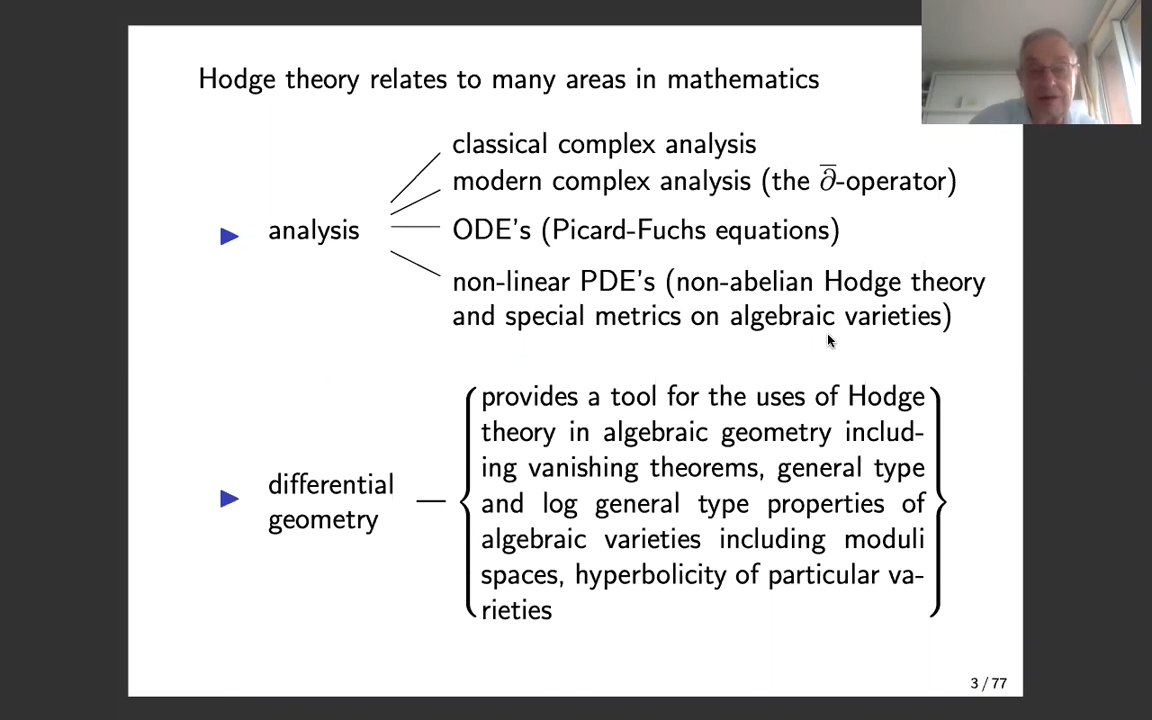 Hodge theory relates to many areas in mathematics
▶ analysis
classical complex analysis
modern complex analysis (the ∂̅-operator)
ODE's (Picard-Fuchs equations)
non-linear PDE's (non-abelian Hodge theory
and special metrics on algebraic varieties)
▶ differential
geometry —
provides a tool for the uses of Hodge
theory in algebraic geometry includ-
ing vanishing theorems, general type
and log general type properties of
algebraic varieties including moduli
spaces, hyperbolicity of particular va-
rieties
3 / 77